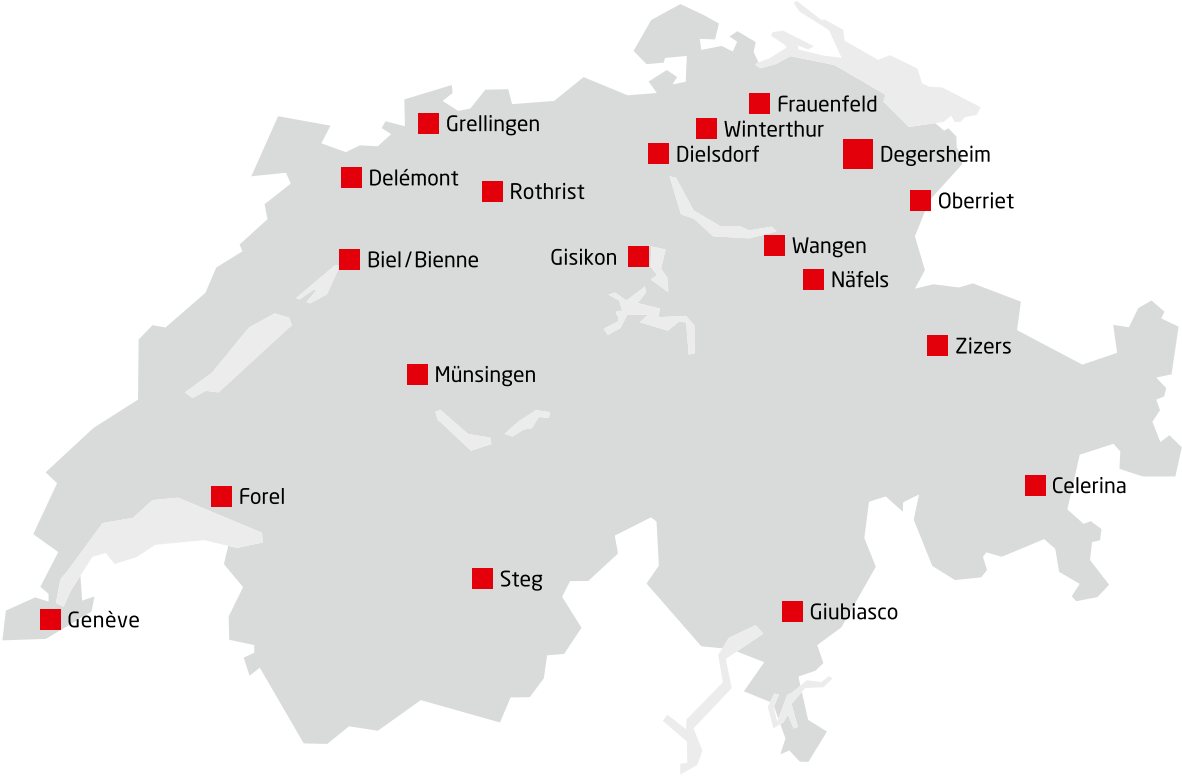 Frauenfeld
Grellingen
Winterthur
Dielsdorf
Degersheim
Delémont
Rothrist
Oberriet
Wangen
Gisikon
Biel/Bienne
Näfels
Zizers
Münsingen
Celerina
Forel
Steg
Giubiasco
Genève